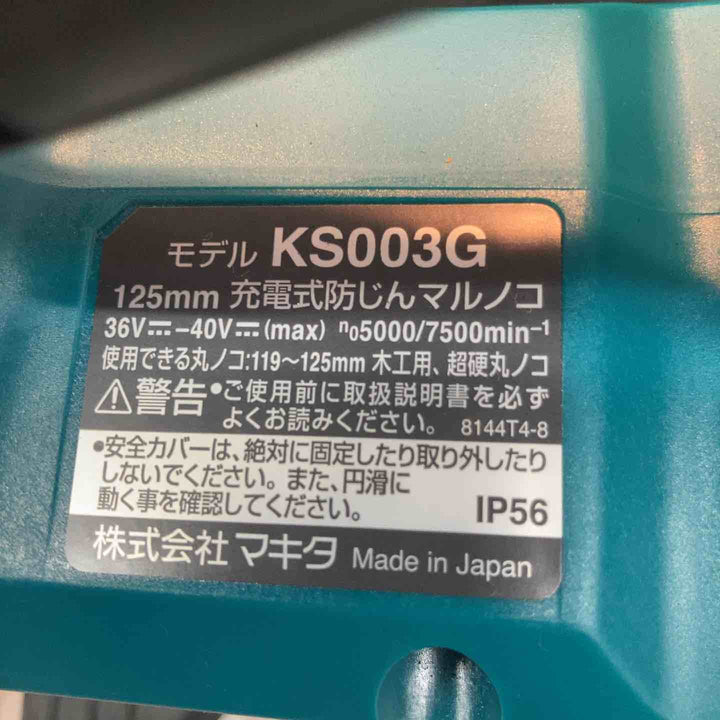 モデル KS003G
125mm 充電式防じんマルノコ
36V⎓-40V⎓(max) n05000/7500min-1
使用できる丸ノコ:119～125mm 木工用、超硬丸ノコ
⚠警告 •ご使用前に取扱説明書を必ず
よくお読みください。 8144T4-8
•安全カバーは、絶対に固定したり取り外したり
しないでください。また、円滑に
動く事を確認してください。 IP56
株式会社 マキタ Made in Japan